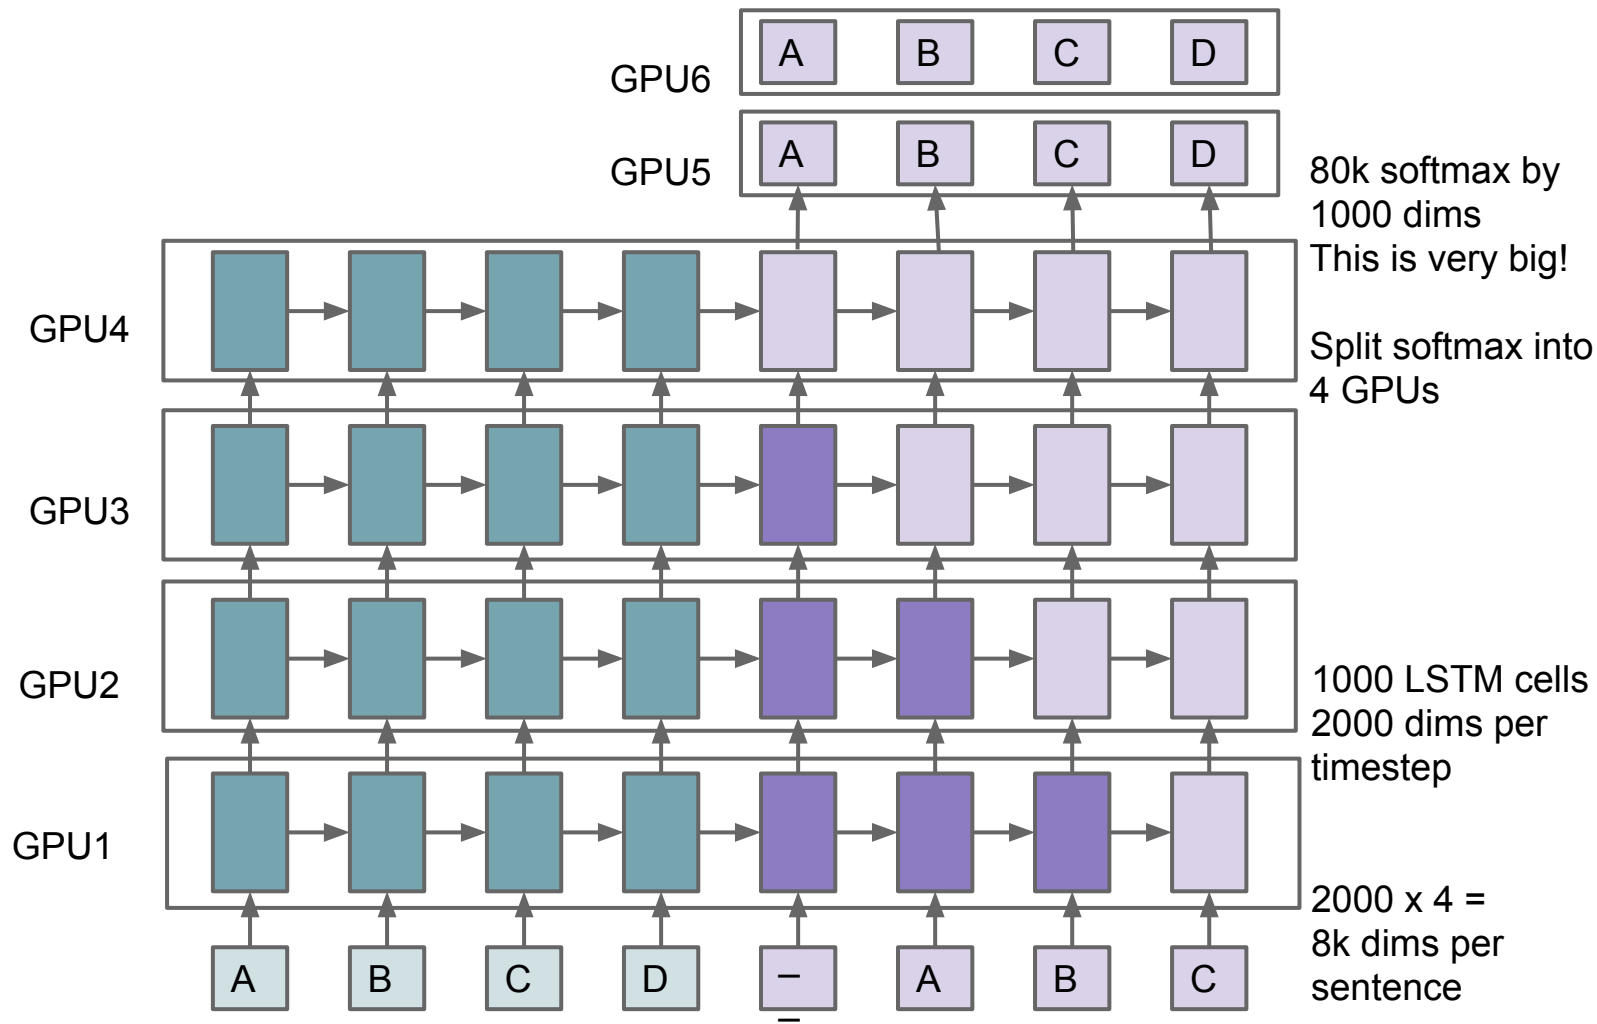 GPU6
A B C D
GPU5
A B C D
80k softmax by
1000 dims
This is very big!
Split softmax into
4 GPUs
GPU4
GPU3
GPU2
1000 LSTM cells
2000 dims per
timestep
GPU1
2000 x 4 =
8k dims per
sentence
A B C D __ A B C